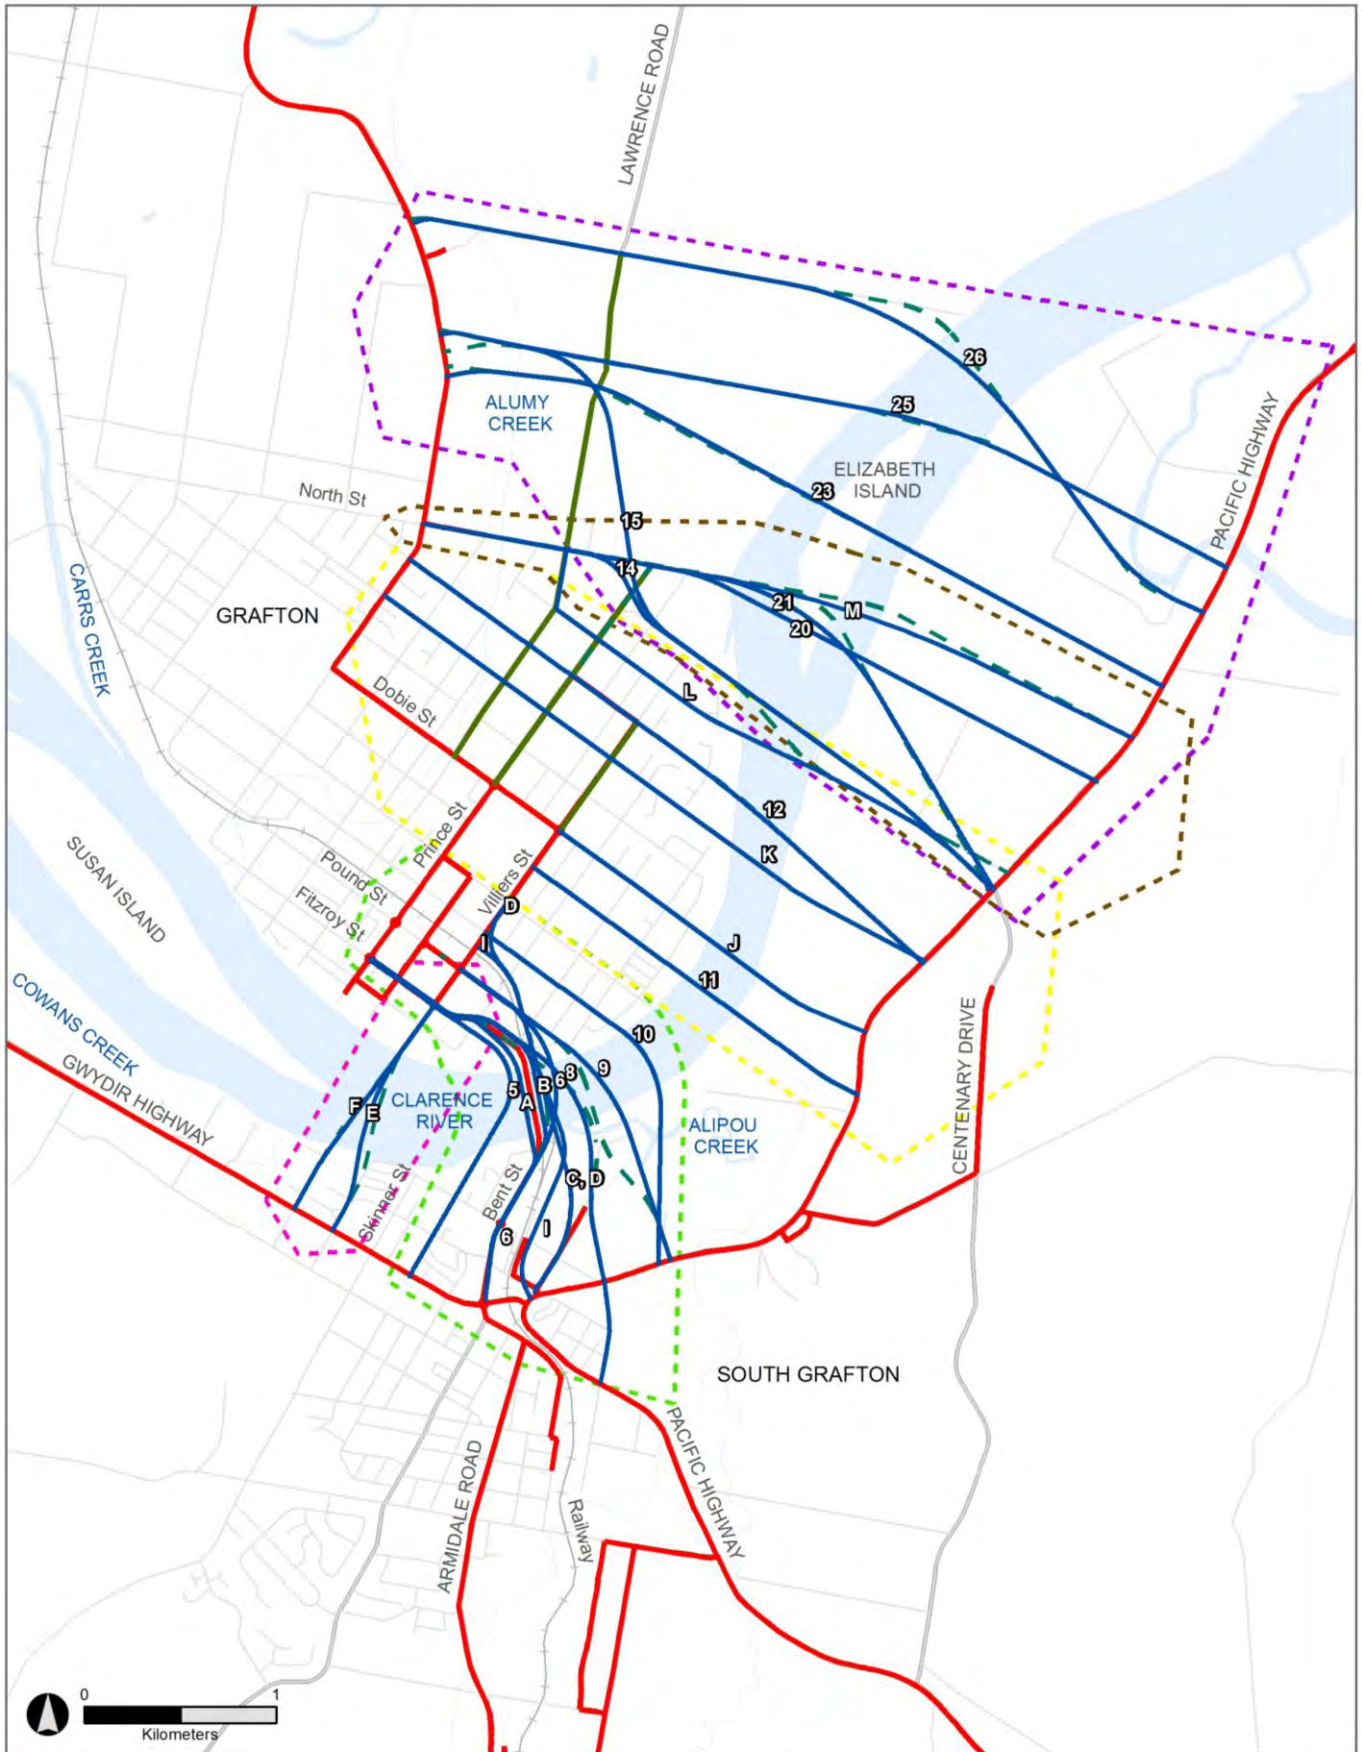 LAWRENCE ROAD
26
25
ALUMY
CREEK
PACIFIC HIGHWAY
ELIZABETH
ISLAND
23
North St
15
14
CARRS CREEK
21
M
GRAFTON
20
Dobie St
L
12
Prince St
K
SUSAN ISLAND
Pound St
Villiers St
Fitzroy St
D
I
J
11
COWANS CREEK
CENTENARY DRIVE
10
GWYDIR HIGHWAY
9
8
6
B
5
A
F
E
CLARENCE
RIVER
ALIPOU
CREEK
C, D
Skinner St
Bent St
I
6
SOUTH GRAFTON
PACIFIC HIGHWAY
ARMIDALE ROAD
Railway
0
1
Kilometers